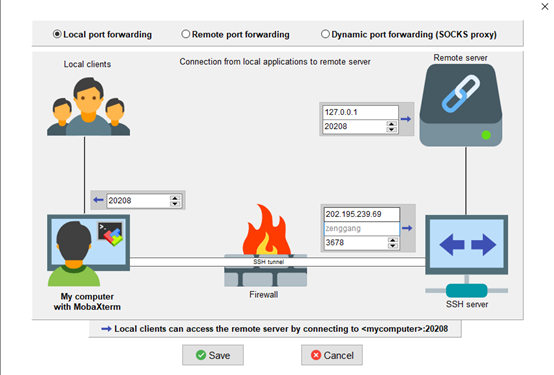 Local port forwarding
Remote port forwarding
Dynamic port forwarding (SOCKS proxy)
Local clients
Connection from local applications to remote server
Remote server
127.0.0.1
20208
20208
202.195.239.69
zenggang
3678
SSH tunnel
Firewall
My computer
with MobaXterm
SSH server
Local clients can access the remote server by connecting to <mycomputer>:20208
Save
Cancel